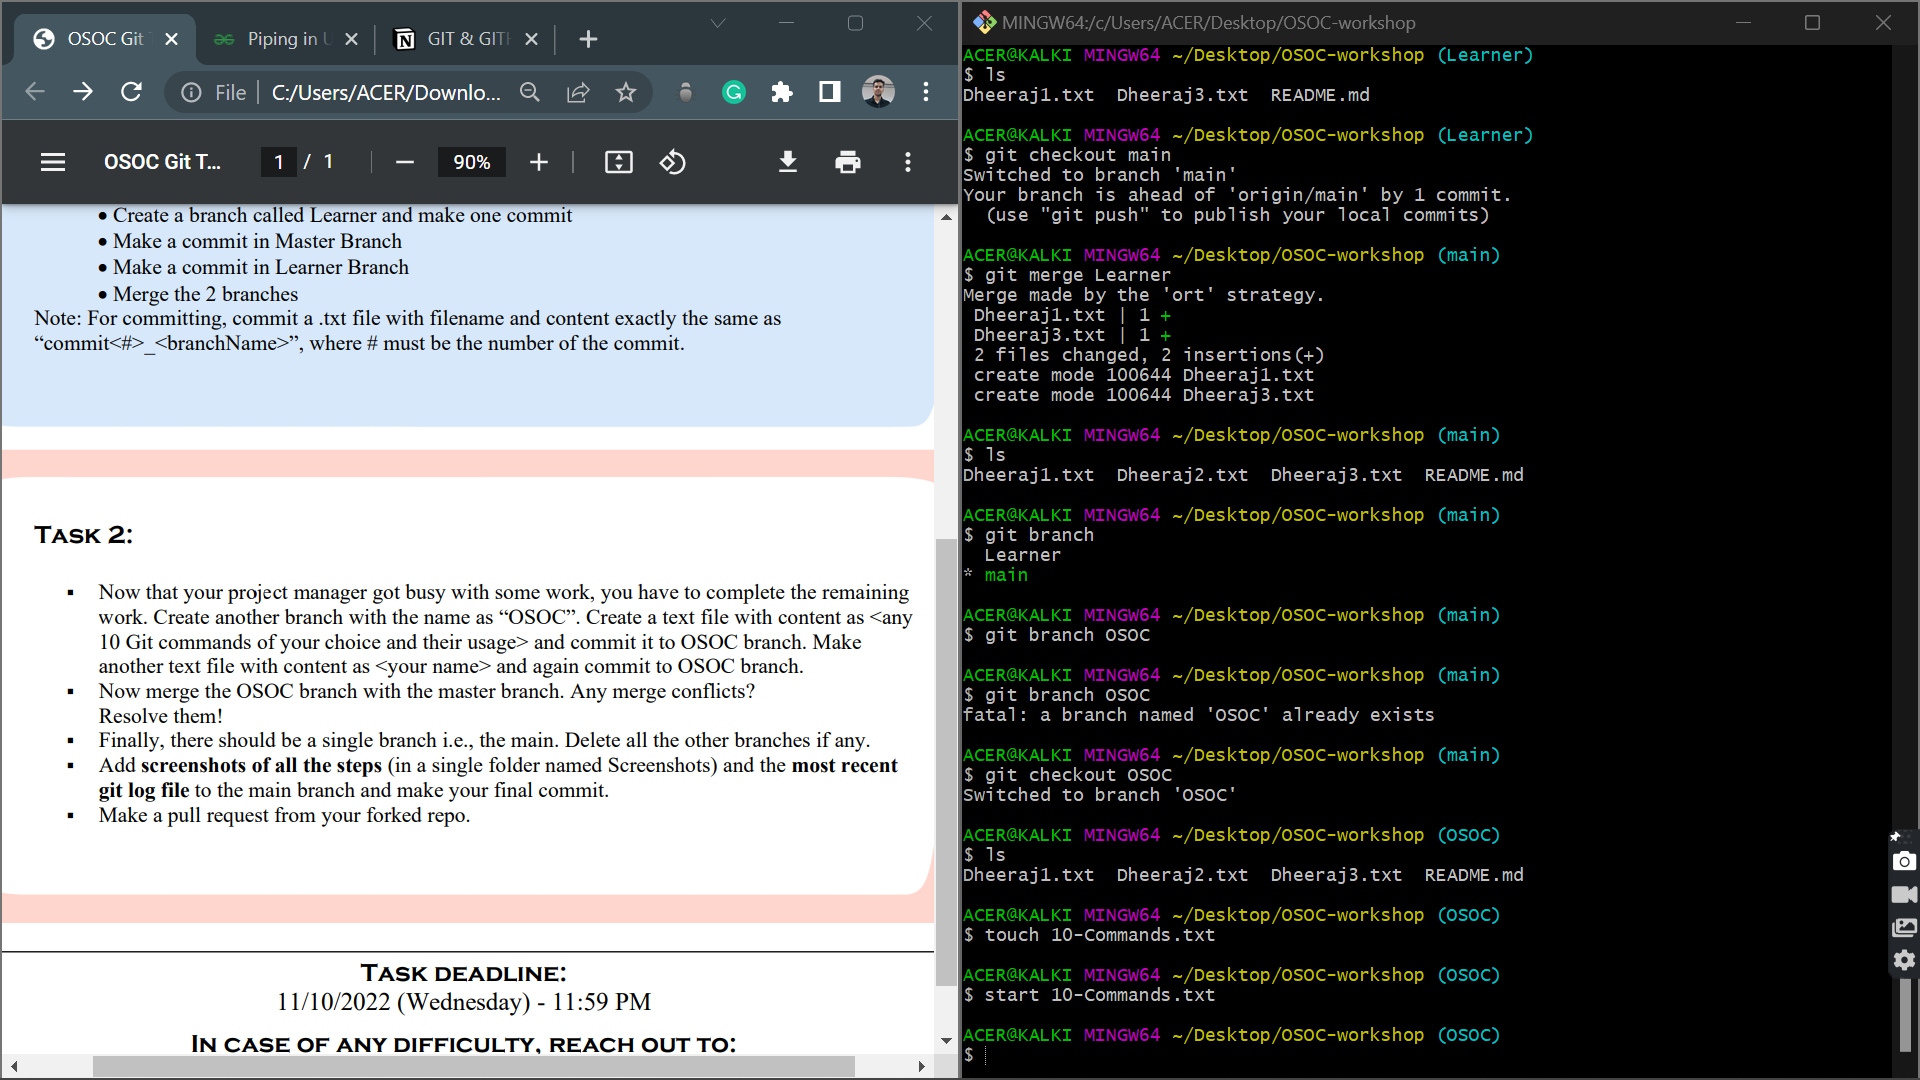 OSOC Git
Piping in
GIT & GIT
File
C:/Users/ACER/Downlo...
OSOC Git T...
1 / 1
90%
• Create a branch called Learner and make one commit
• Make a commit in Master Branch
• Make a commit in Learner Branch
• Merge the 2 branches
Note: For committing, commit a .txt file with filename and content exactly the same as
“commit<#>_<branchName>”, where # must be the number of the commit.
TASK 2:
▪ Now that your project manager got busy with some work, you have to complete the remaining
work. Create another branch with the name as “OSOC”. Create a text file with content as <any
10 Git commands of your choice and their usage> and commit it to OSOC branch. Make
another text file with content as <your name> and again commit to OSOC branch.
▪ Now merge the OSOC branch with the master branch. Any merge conflicts?
Resolve them!
▪ Finally, there should be a single branch i.e., the main. Delete all the other branches if any.
▪ Add screenshots of all the steps (in a single folder named Screenshots) and the most recent
git log file to the main branch and make your final commit.
▪ Make a pull request from your forked repo.
TASK DEADLINE:
11/10/2022 (Wednesday) - 11:59 PM
IN CASE OF ANY DIFFICULTY, REACH OUT TO:
MINGW64:/c/Users/ACER/Desktop/OSOC-workshop
ACER@KALKI MINGW64 ~/Desktop/OSOC-workshop (Learner)
$ ls
Dheeraj1.txt  Dheeraj3.txt  README.md
ACER@KALKI MINGW64 ~/Desktop/OSOC-workshop (Learner)
$ git checkout main
Switched to branch 'main'
Your branch is ahead of 'origin/main' by 1 commit.
  (use "git push" to publish your local commits)
ACER@KALKI MINGW64 ~/Desktop/OSOC-workshop (main)
$ git merge Learner
Merge made by the 'ort' strategy.
 Dheeraj1.txt | 1 +
 Dheeraj3.txt | 1 +
 2 files changed, 2 insertions(+)
 create mode 100644 Dheeraj1.txt
 create mode 100644 Dheeraj3.txt
ACER@KALKI MINGW64 ~/Desktop/OSOC-workshop (main)
$ ls
Dheeraj1.txt  Dheeraj2.txt  Dheeraj3.txt  README.md
ACER@KALKI MINGW64 ~/Desktop/OSOC-workshop (main)
$ git branch
  Learner
* main
ACER@KALKI MINGW64 ~/Desktop/OSOC-workshop (main)
$ git branch OSOC
ACER@KALKI MINGW64 ~/Desktop/OSOC-workshop (main)
$ git branch OSOC
fatal: a branch named 'OSOC' already exists
ACER@KALKI MINGW64 ~/Desktop/OSOC-workshop (main)
$ git checkout OSOC
Switched to branch 'OSOC'
ACER@KALKI MINGW64 ~/Desktop/OSOC-workshop (OSOC)
$ ls
Dheeraj1.txt  Dheeraj2.txt  Dheeraj3.txt  README.md
ACER@KALKI MINGW64 ~/Desktop/OSOC-workshop (OSOC)
$ touch 10-Commands.txt
ACER@KALKI MINGW64 ~/Desktop/OSOC-workshop (OSOC)
$ start 10-Commands.txt
ACER@KALKI MINGW64 ~/Desktop/OSOC-workshop (OSOC)
$